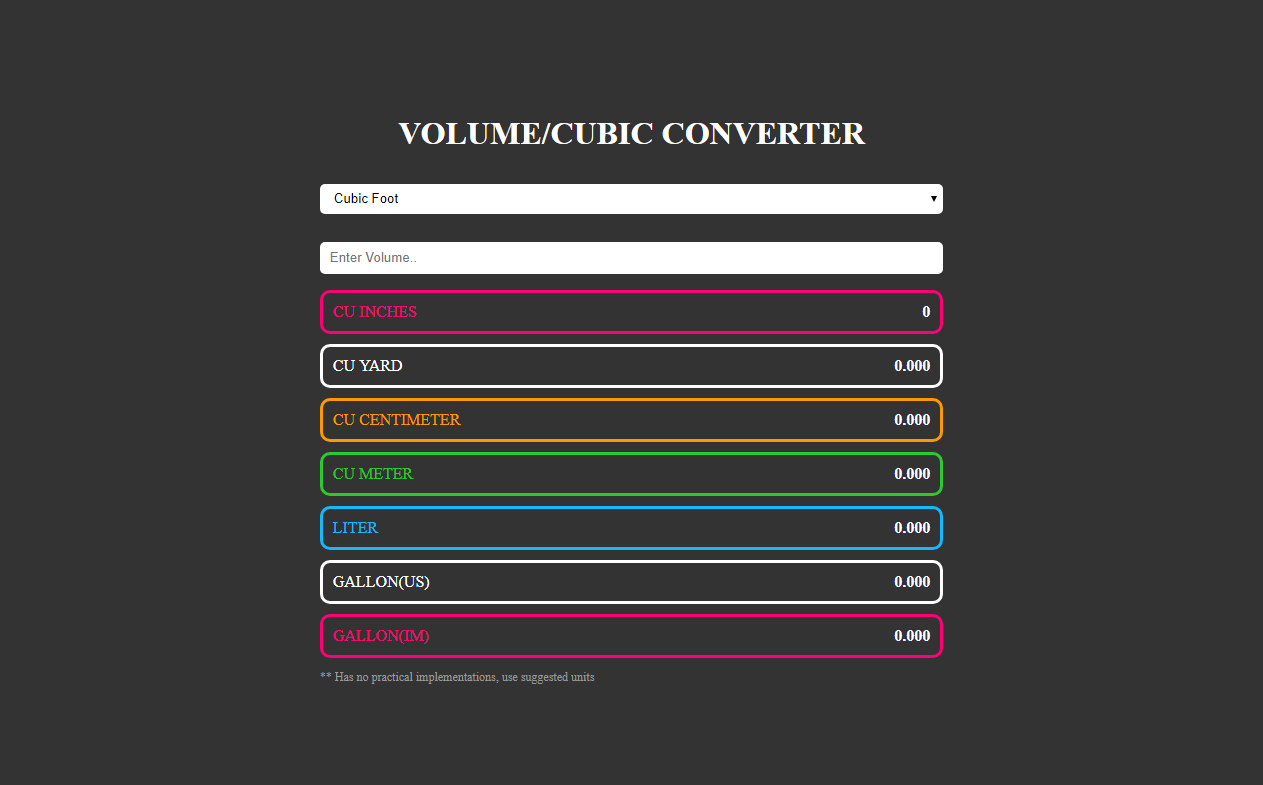 VOLUME/CUBIC CONVERTER
Cubic Foot
Enter Volume..
CU INCHES 0
CU YARD 0.000
CU CENTIMETER 0.000
CU METER 0.000
LITER 0.000
GALLON(US) 0.000
GALLON(IM) 0.000
** Has no practical implementations, use suggested units